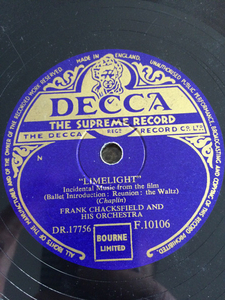 MADE IN ENGLAND.
UNAUTHORISED PUBLIC PERFORMANCE, BROADCASTING AND COPYING OF THIS RECORD PROHIBITED.
ALL RIGHTS OF THE MANUFACTURER AND OF THE OWNER OF THE RECORDED WORK RESERVED.
DECCA
THE SUPREME RECORD
THE DECCA REGD RECORD CO. LTD.
N
"LIMELIGHT"
Incidental Music from the film
(Ballet Introduction : Reunion : the Waltz)
(Chaplin)
FRANK CHACKSFIELD AND
HIS ORCHESTRA
DR.17756
F.10106
BOURNE
LIMITED